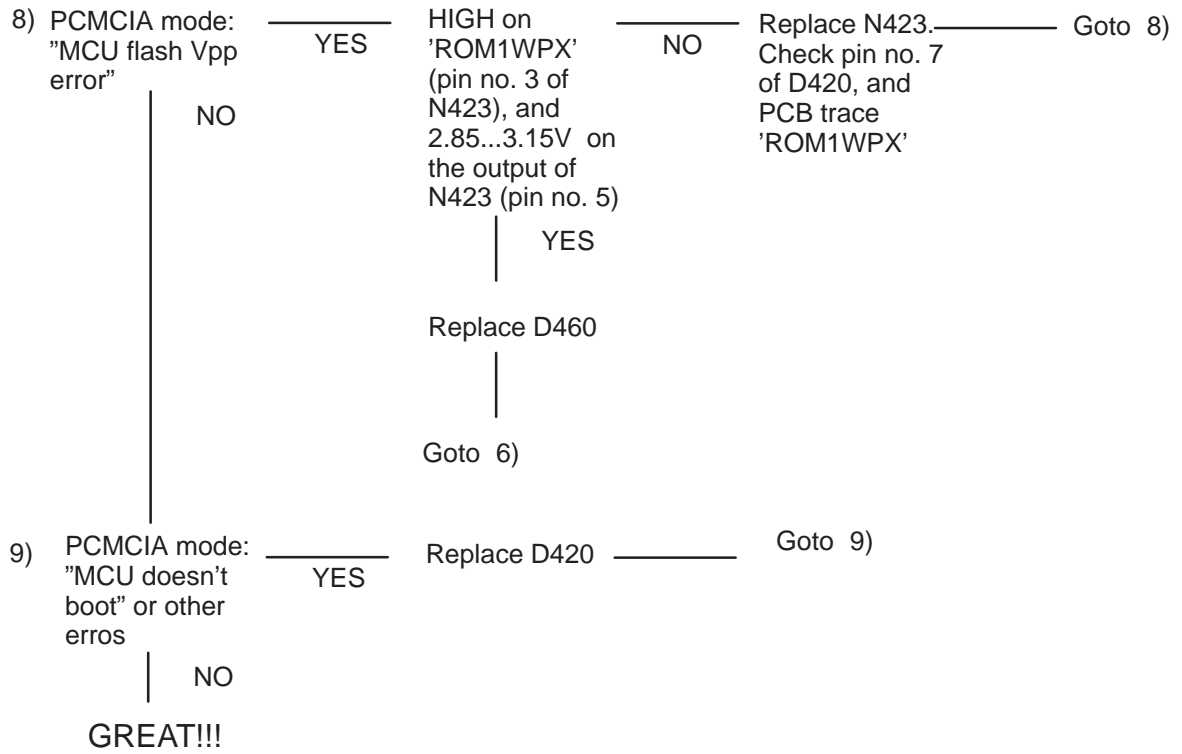 8) PCMCIA mode:
”MCU flash Vpp
error”
YES
HIGH on
’ROM1WPX’
(pin no. 3 of
N423), and
2.85...3.15V on
the output of
N423 (pin no. 5)
NO
Replace N423.
Check pin no. 7
of D420, and
PCB trace
’ROM1WPX’
Goto 8)
NO
YES
Replace D460
Goto 6)
9) PCMCIA mode:
”MCU doesn’t
boot” or other
erros
YES
Replace D420
Goto 9)
NO
GREAT!!!